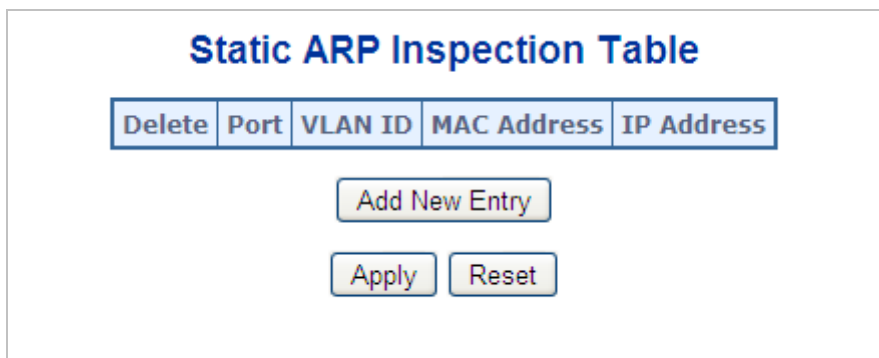 Static ARP Inspection Table
Delete Port VLAN ID MAC Address IP Address
Add New Entry
Apply Reset